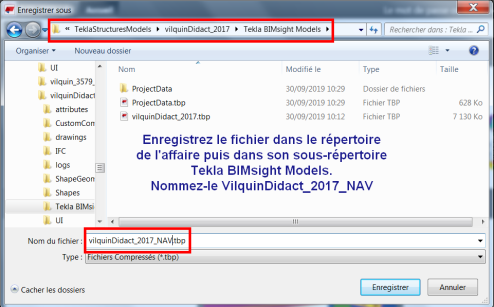 Enregistrer sous
« TeklaStructuresModels ▸ vilquinDidact_2017 ▸ Tekla BIMsight Models ▸
Rechercher dans : Tekla ...
Organiser Nouveau dossier
Nom Modifié le Type Taille
UI
vilquin_3579_
vilquinDidact
attributes
CustomCom
drawings
IFC
logs
ShapeGeom
Shapes
Tekla BIMsi
UI
ProjectData 30/09/2019 10:29 Dossier de fichiers
ProjectData.tbp 30/09/2019 10:29 Fichier TBP 628 Ko
vilquinDidact_2017.tbp 30/09/2019 10:12 Fichier TBP 7 130 Ko
Enregistrez le fichier dans le répertoire
de l'affaire puis dans son sous-répertoire
Tekla BIMsight Models.
Nommez-le VilquinDidact_2017_NAV
Nom du fichier : vilquinDidact_2017_NAV.tbp
Type : Fichiers Compressés (*.tbp)
Cacher les dossiers
Enregistrer Annuler